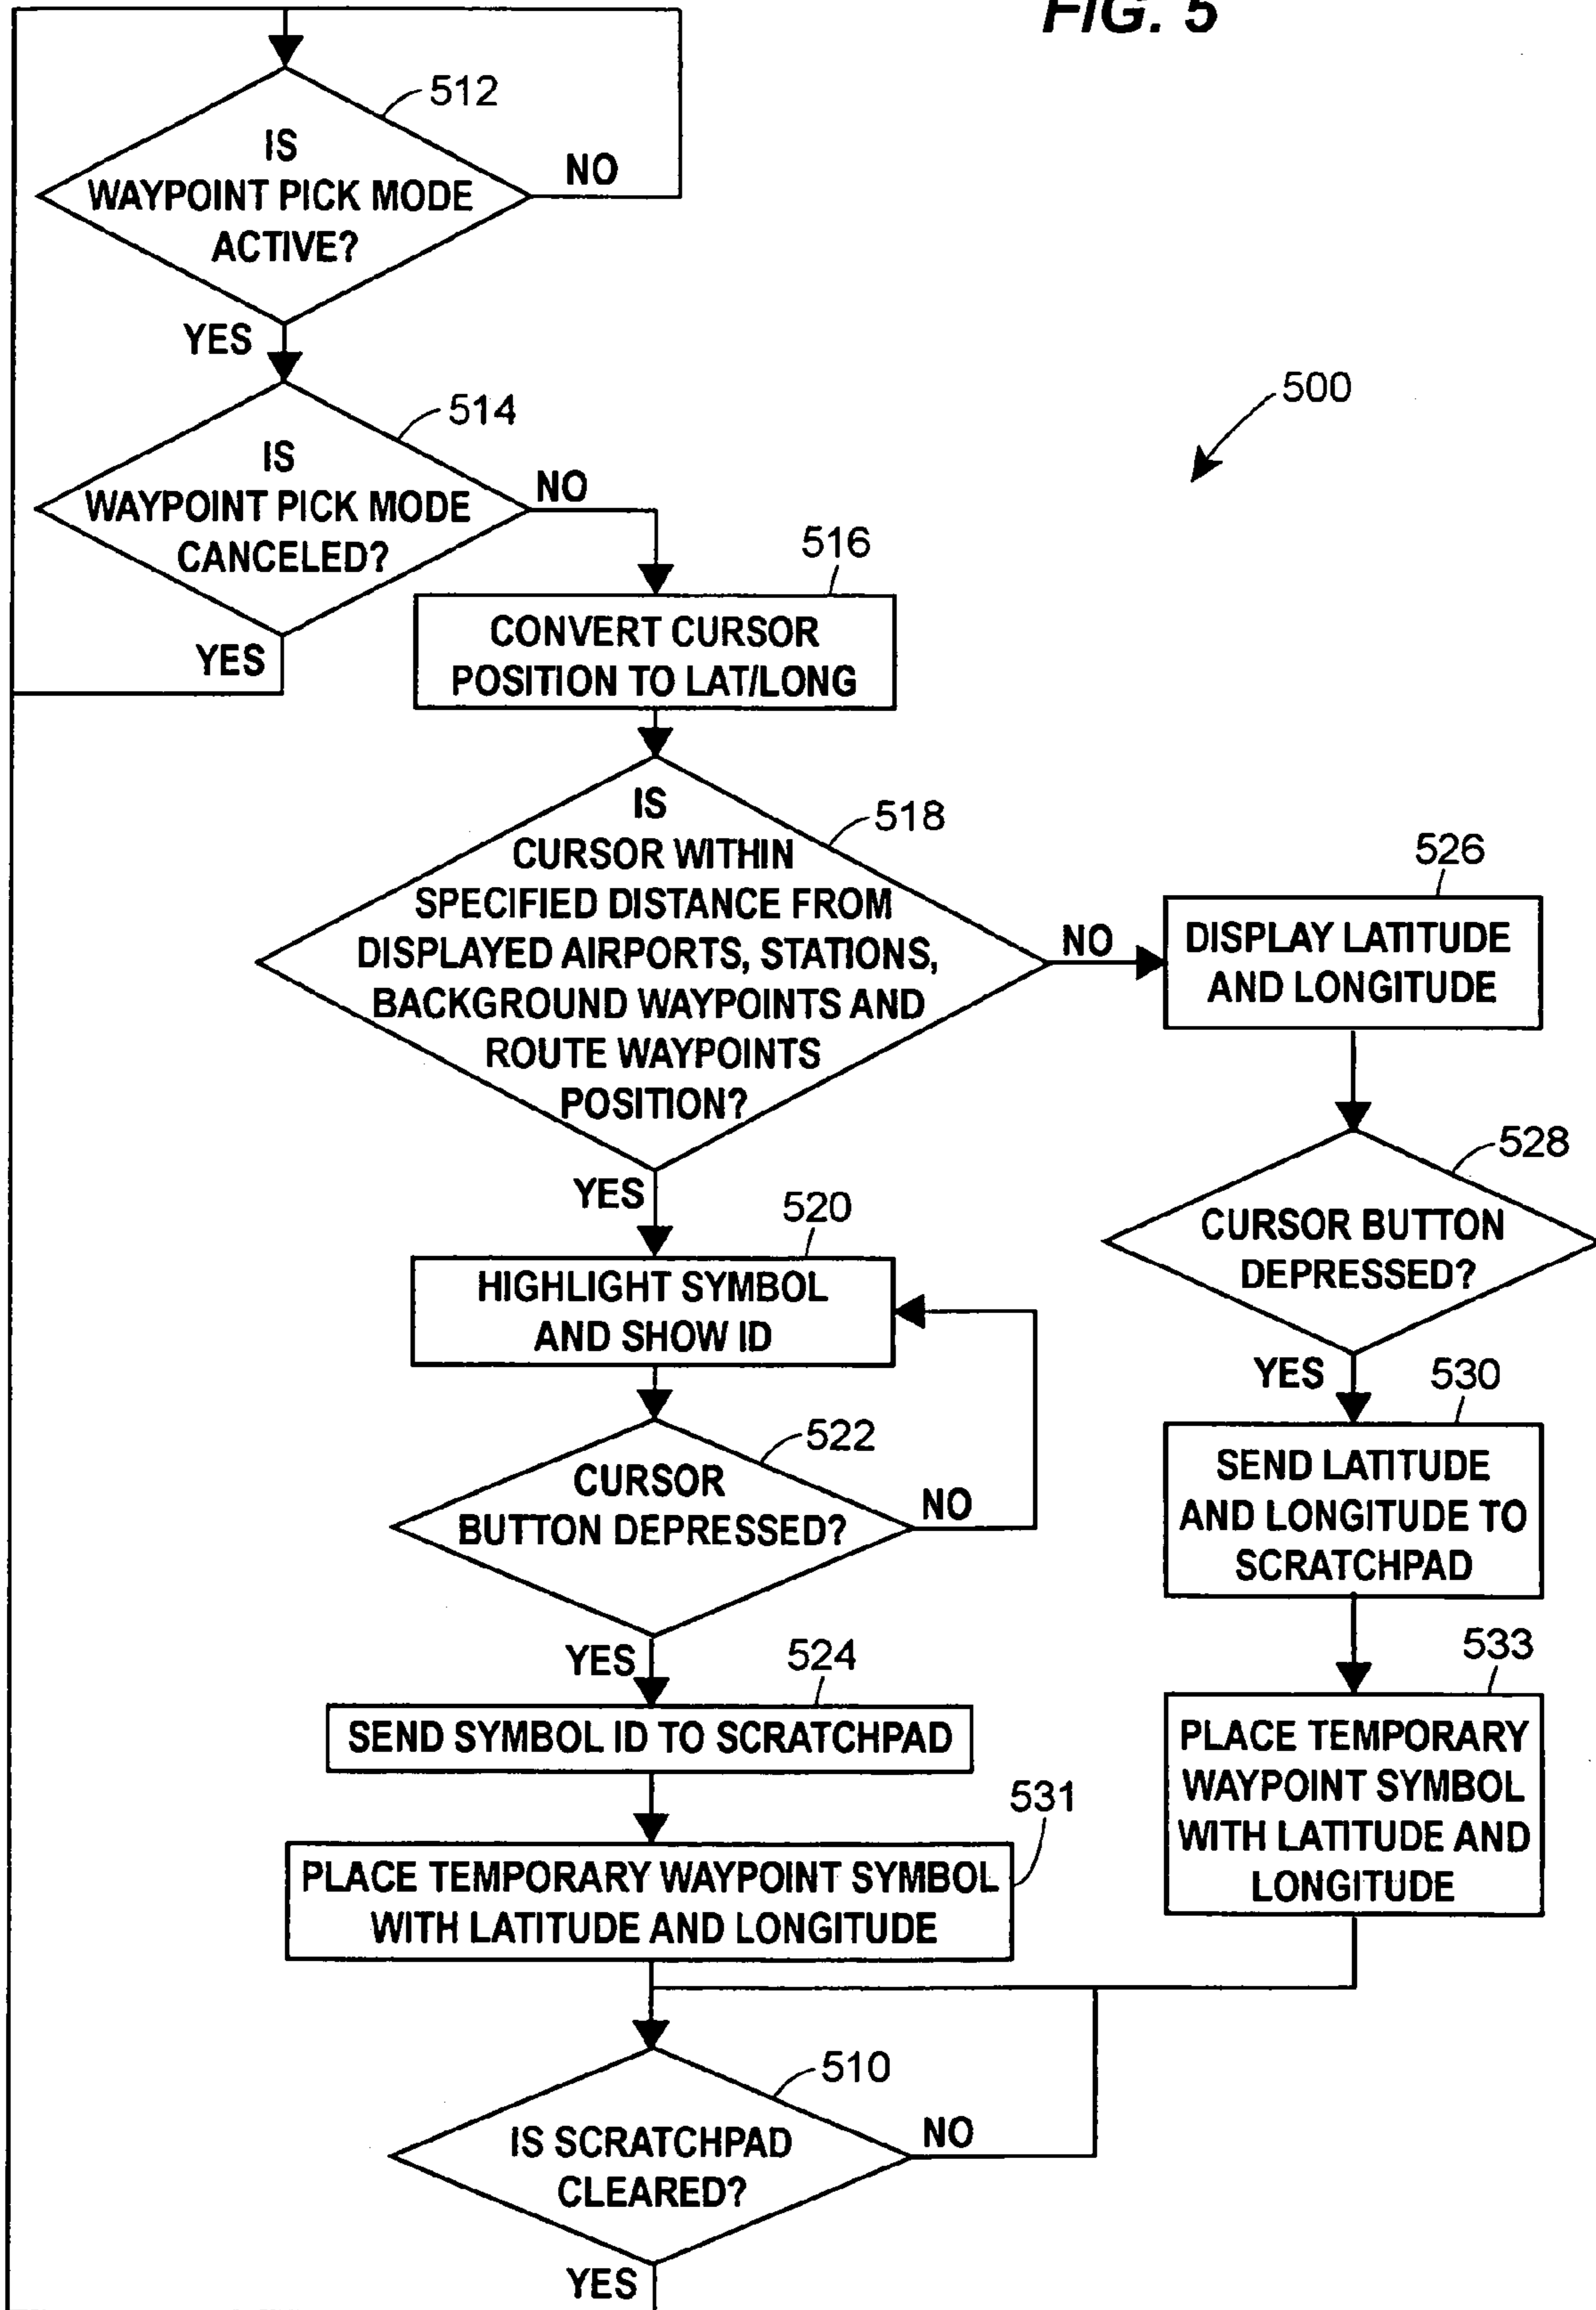 FIG. 5
512
IS
WAYPOINT PICK MODE
ACTIVE?
NO
YES
514
IS
WAYPOINT PICK MODE
CANCELED?
NO
YES
500
516
CONVERT CURSOR
POSITION TO LAT/LONG
518
IS
CURSOR WITHIN
SPECIFIED DISTANCE FROM
DISPLAYED AIRPORTS, STATIONS,
BACKGROUND WAYPOINTS AND
ROUTE WAYPOINTS
POSITION?
NO
YES
526
DISPLAY LATITUDE
AND LONGITUDE
528
CURSOR BUTTON
DEPRESSED?
YES
530
SEND LATITUDE
AND LONGITUDE TO
SCRATCHPAD
533
PLACE TEMPORARY
WAYPOINT SYMBOL
WITH LATITUDE AND
LONGITUDE
520
HIGHLIGHT SYMBOL
AND SHOW ID
522
CURSOR
BUTTON DEPRESSED?
NO
YES
524
SEND SYMBOL ID TO SCRATCHPAD
531
PLACE TEMPORARY WAYPOINT SYMBOL
WITH LATITUDE AND LONGITUDE
510
IS SCRATCHPAD
CLEARED?
NO
YES